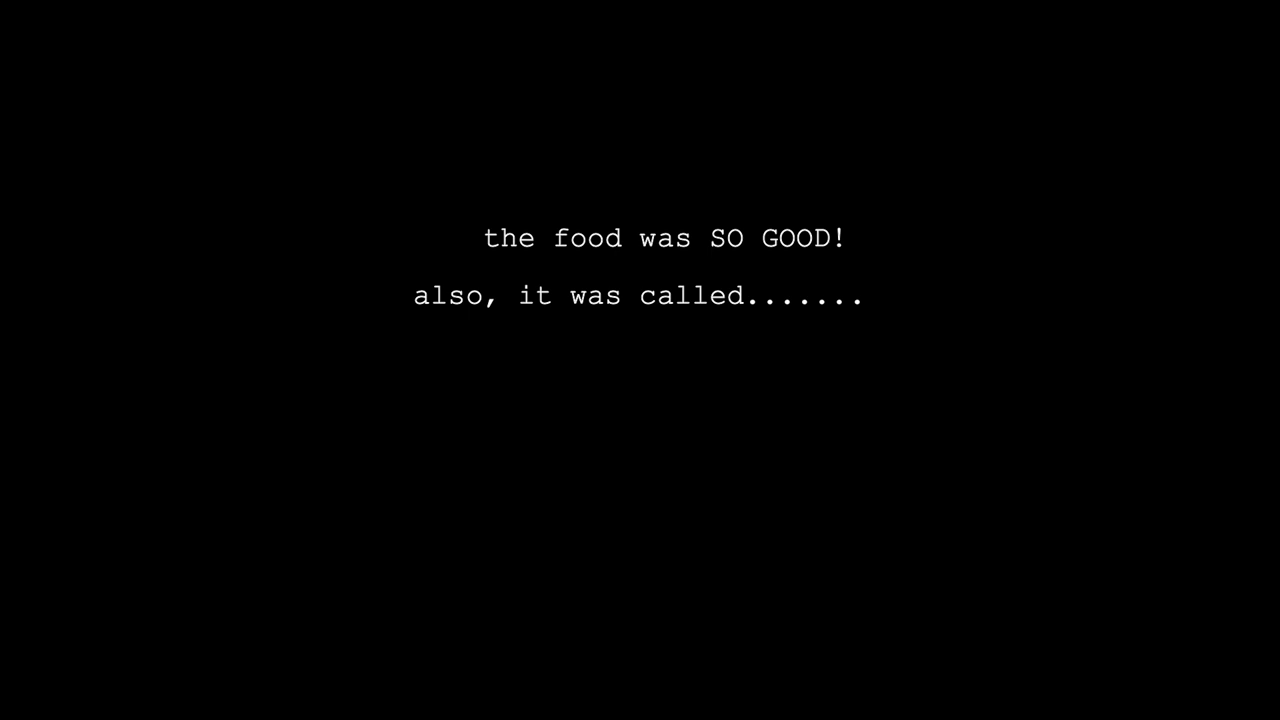 the food was SO GOOD!
also, it was called.......